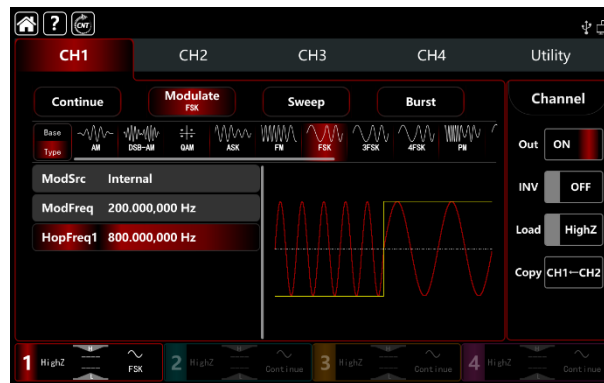 ? CNT
CH1 CH2 CH3 CH4 Utility
Continue Modulate FSK Sweep Burst Channel
Base Type AM DSB-AM QAM ASK FM FSK 3FSK 4FSK PM
Out ON
ModSrc Internal
INV OFF
ModFreq 200.000,000 Hz
HopFreq1 800.000,000 Hz
Load HighZ
Copy CH1←CH2
1 HighZ FSK 2 HighZ Continue 3 HighZ Continue 4 HighZ Continue